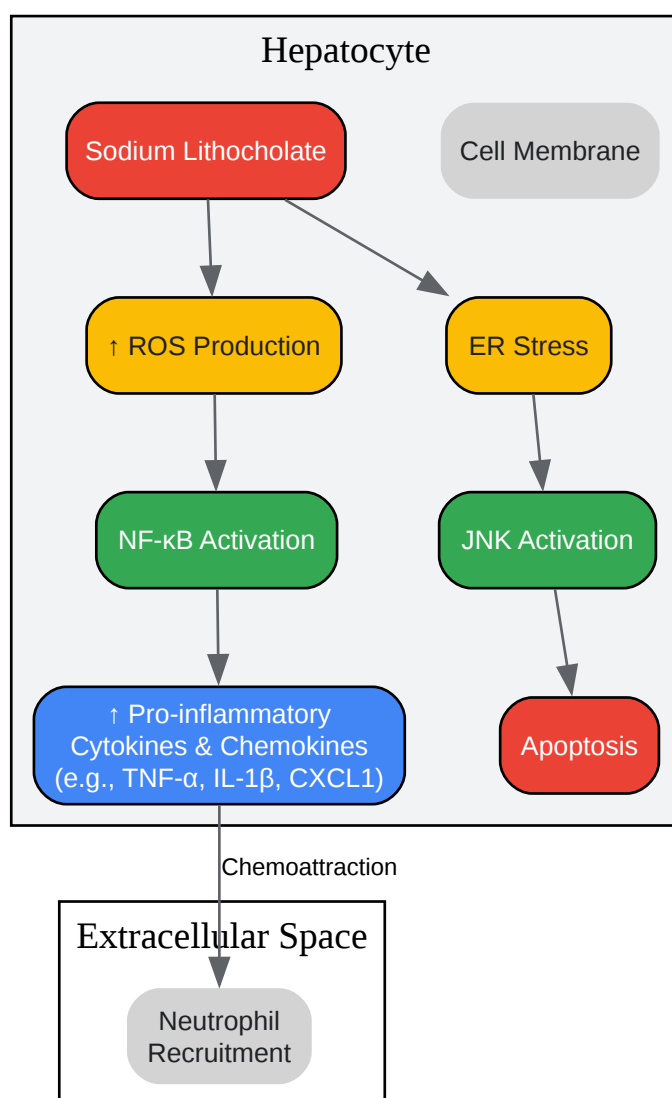 Hepatocyte
Sodium Lithocholate
Cell Membrane
↑ ROS Production
ER Stress
NF-κB Activation
JNK Activation
↑ Pro-inflammatory
Cytokines & Chemokines
(e.g., TNF-α, IL-1β, CXCL1)
Apoptosis
Chemoattraction
Extracellular Space
Neutrophil
Recruitment